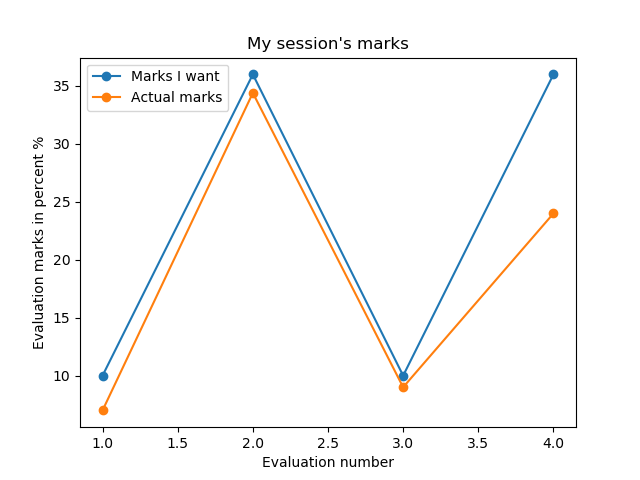 My session's marks
Marks I want
Actual marks
Evaluation marks in percent %
35
30
25
20
15
10
1.0 1.5 2.0 2.5 3.0 3.5 4.0
Evaluation number